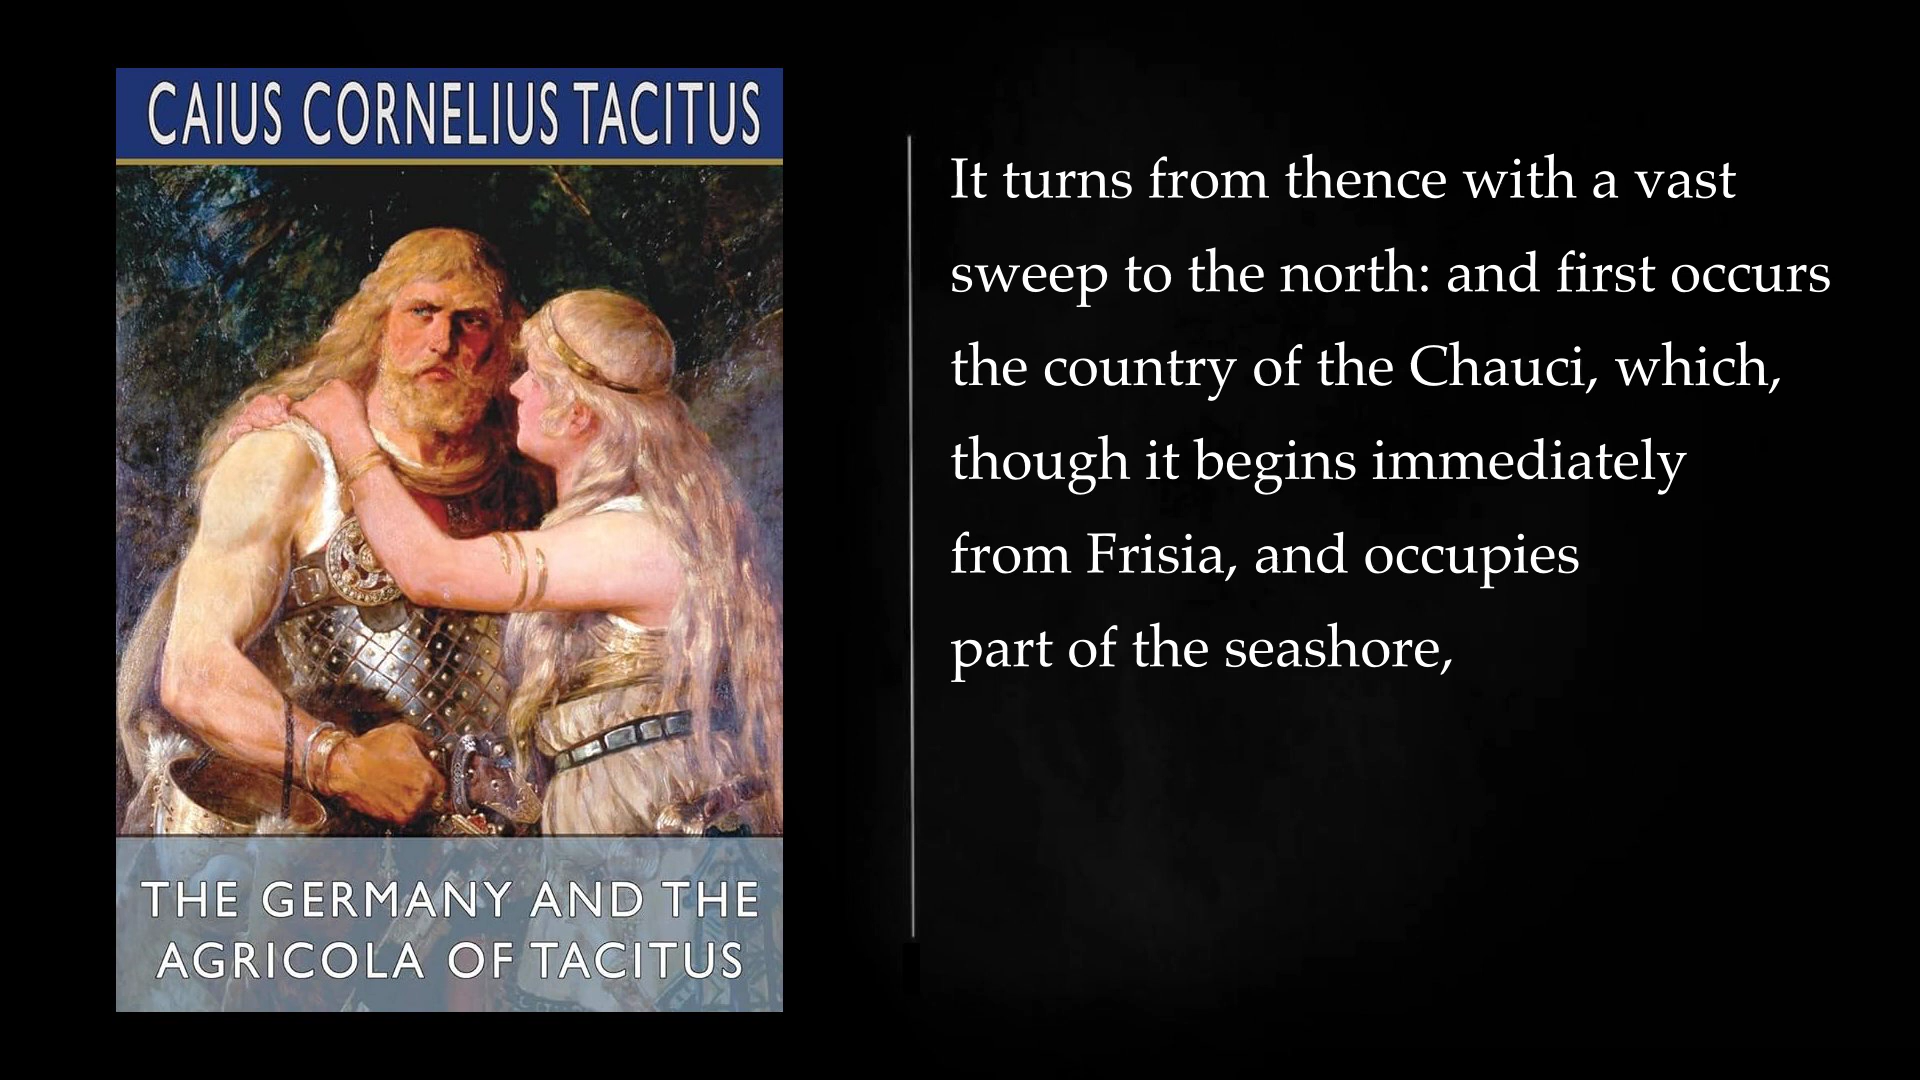 CAIUS CORNELIUS TACITUS
THE GERMANY AND THE
AGRICOLA OF TACITUS
It turns from thence with a vast
sweep to the north: and first occurs
the country of the Chauci, which,
though it begins immediately
from Frisia, and occupies
part of the seashore,